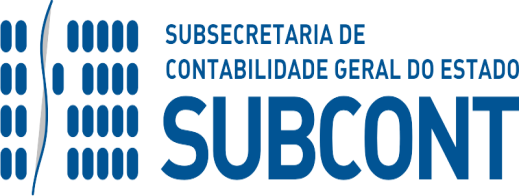 SUBSECRETARIA DE
CONTABILIDADE GERAL DO ESTADO
SUBCONT